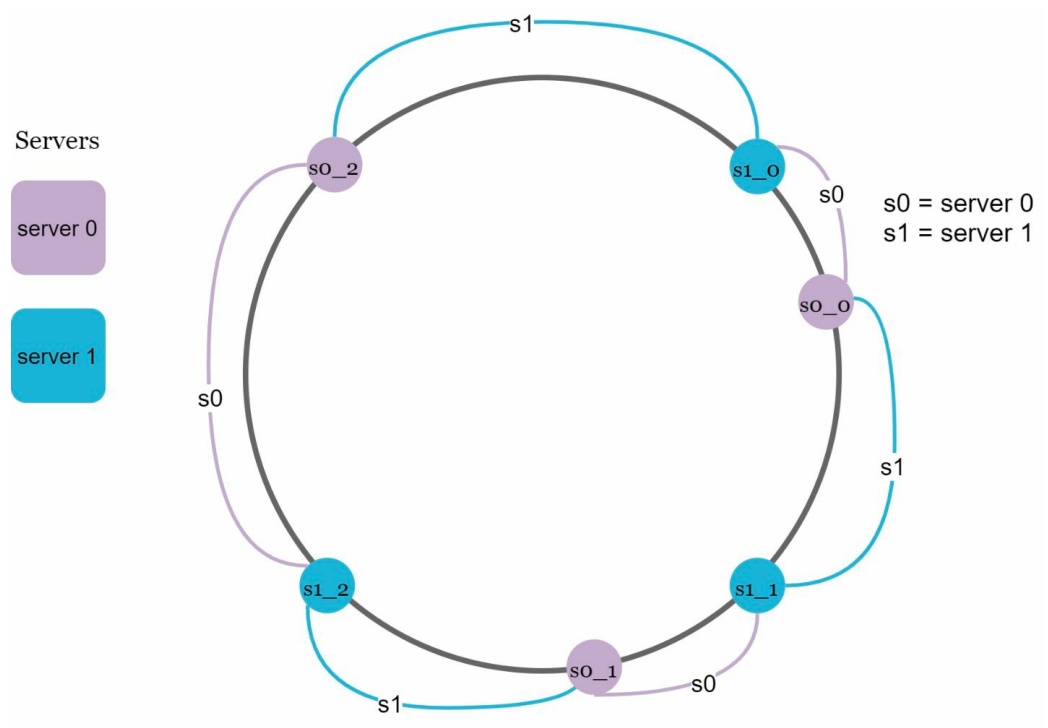 s1
Servers
s0_2
s1_0
s0
server 0
s0 = server 0
s1 = server 1
s0_0
server 1
s0
s1
s1_2
s1_1
s0_1
s0
s1